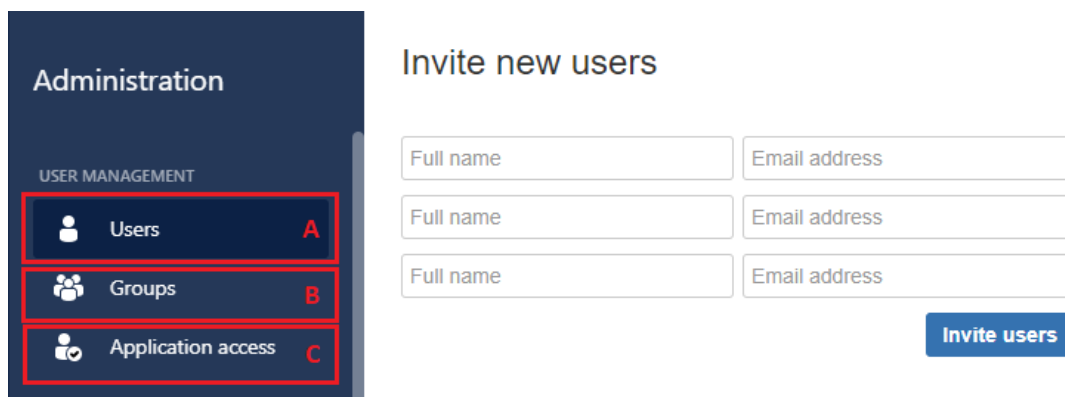 Administration
USER MANAGEMENT
Users A
Groups B
Application access C
Invite new users
Full name Email address
Full name Email address
Full name Email address
Invite users